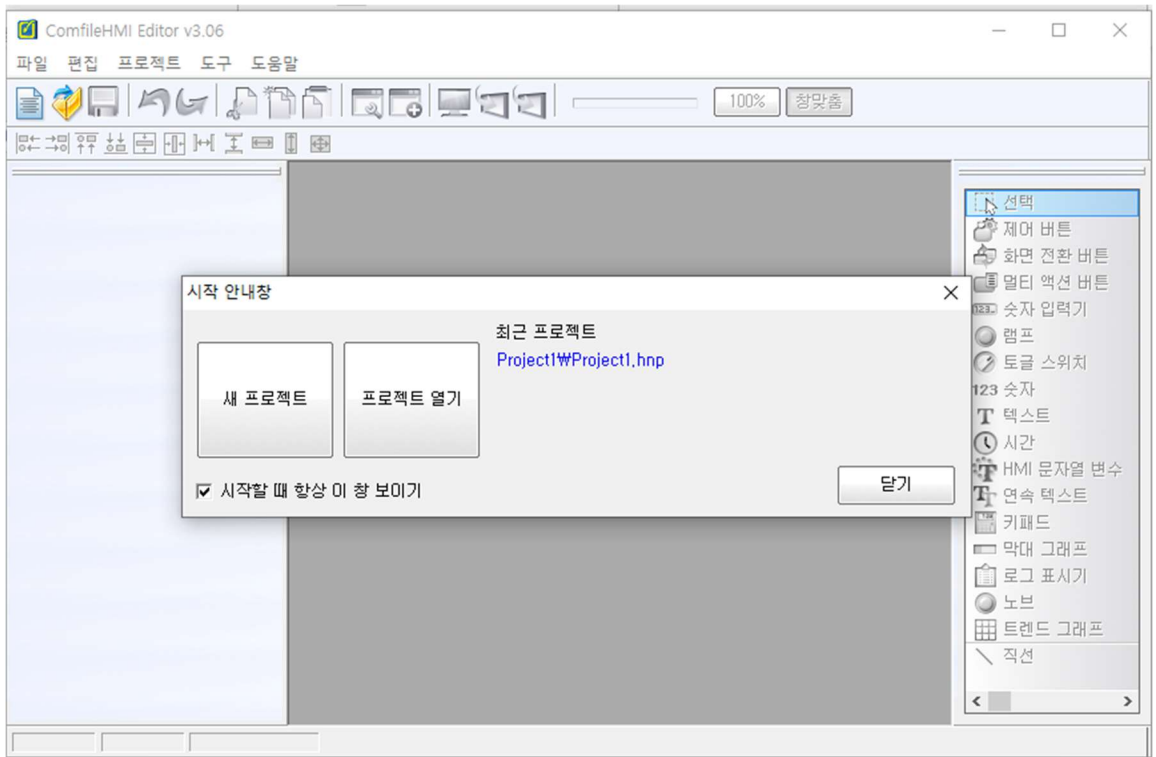 ComfileHMI Editor v3.06
파일 편집 프로젝트 도구 도움말
100% 창맞춤
시작 안내창
새 프로젝트
프로젝트 열기
최근 프로젝트
Project1₩Project1.hnp
시작할 때 항상 이 창 보이기
닫기
선택
제어 버튼
화면 전환 버튼
멀티 액션 버튼
123 숫자 입력기
램프
토글 스위치
123 숫자
T 텍스트
시간
T HMI 문자열 변수
Tт 연속 텍스트
키패드
막대 그래프
로그 표시기
노브
트렌드 그래프
직선